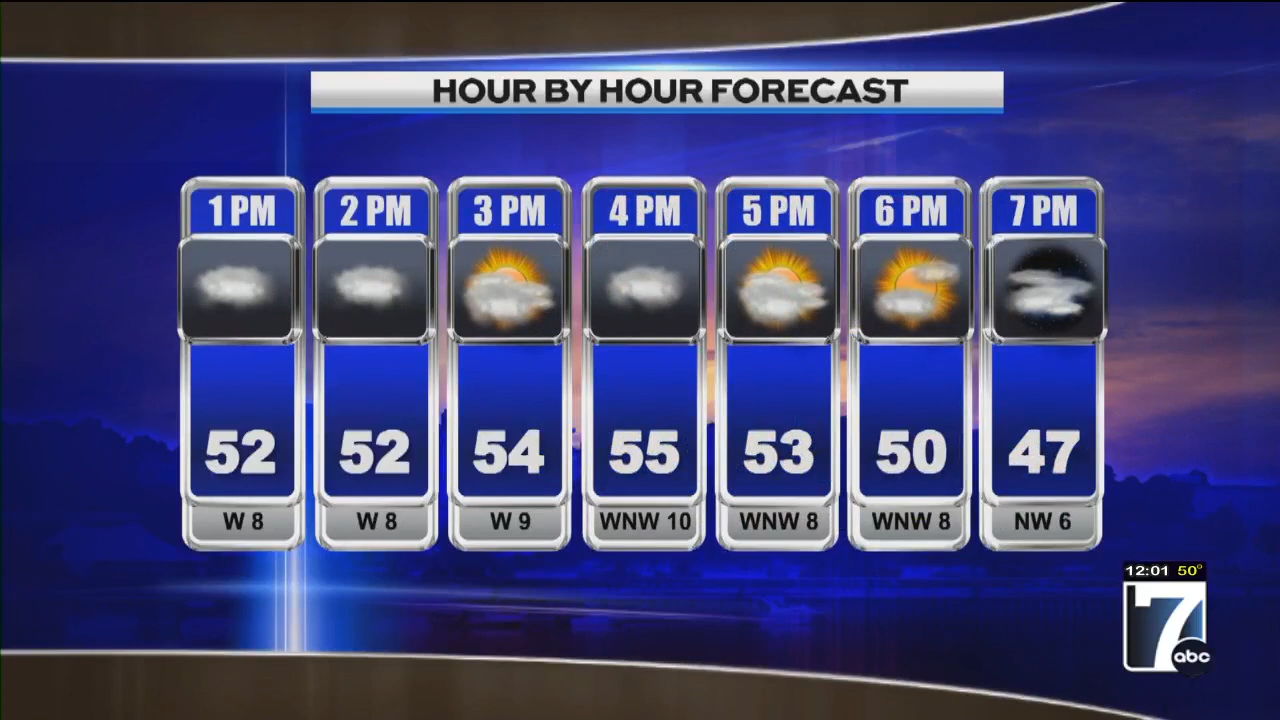 HOUR BY HOUR FORECAST
1 PM 2 PM 3 PM 4 PM 5 PM 6 PM 7 PM
52 52 54 55 53 50 47
W 8 W 8 W 9 WNW 10 WNW 8 WNW 8 NW 6
12:01 50°
7
abc